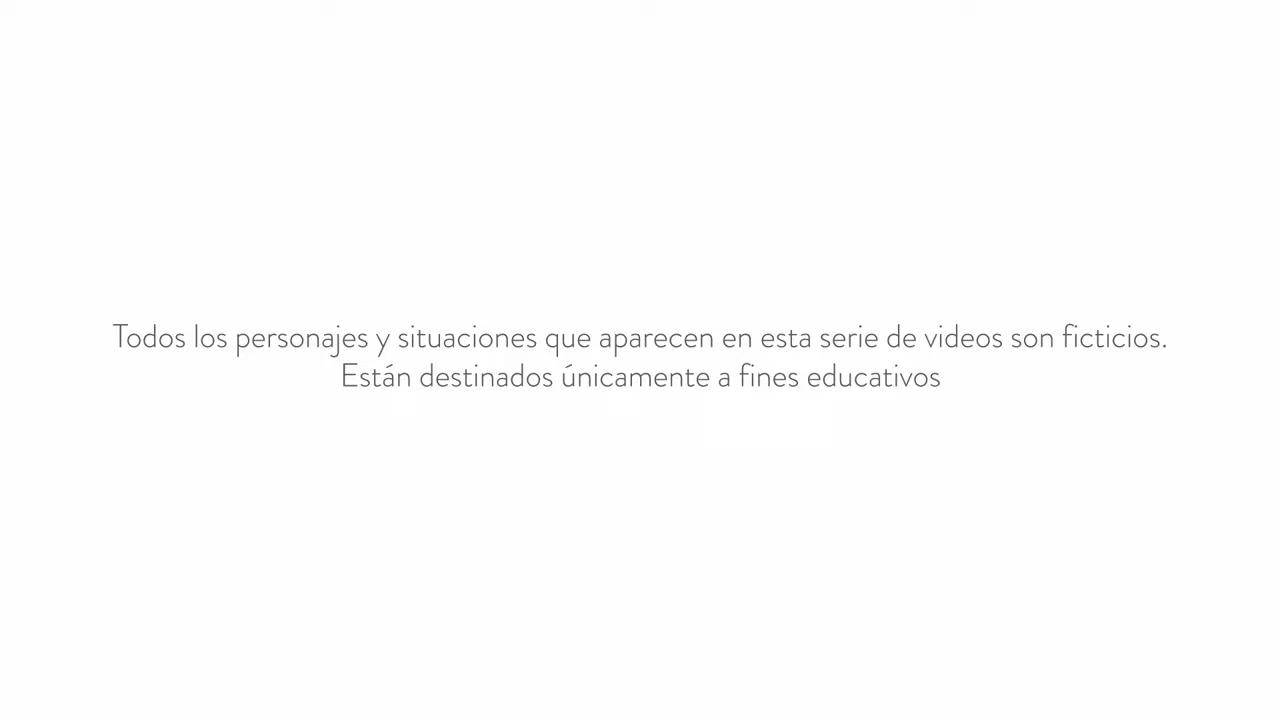 Todos los personajes y situaciones que aparecen en esta serie de videos son ficticios.
Están destinados únicamente a fines educativos